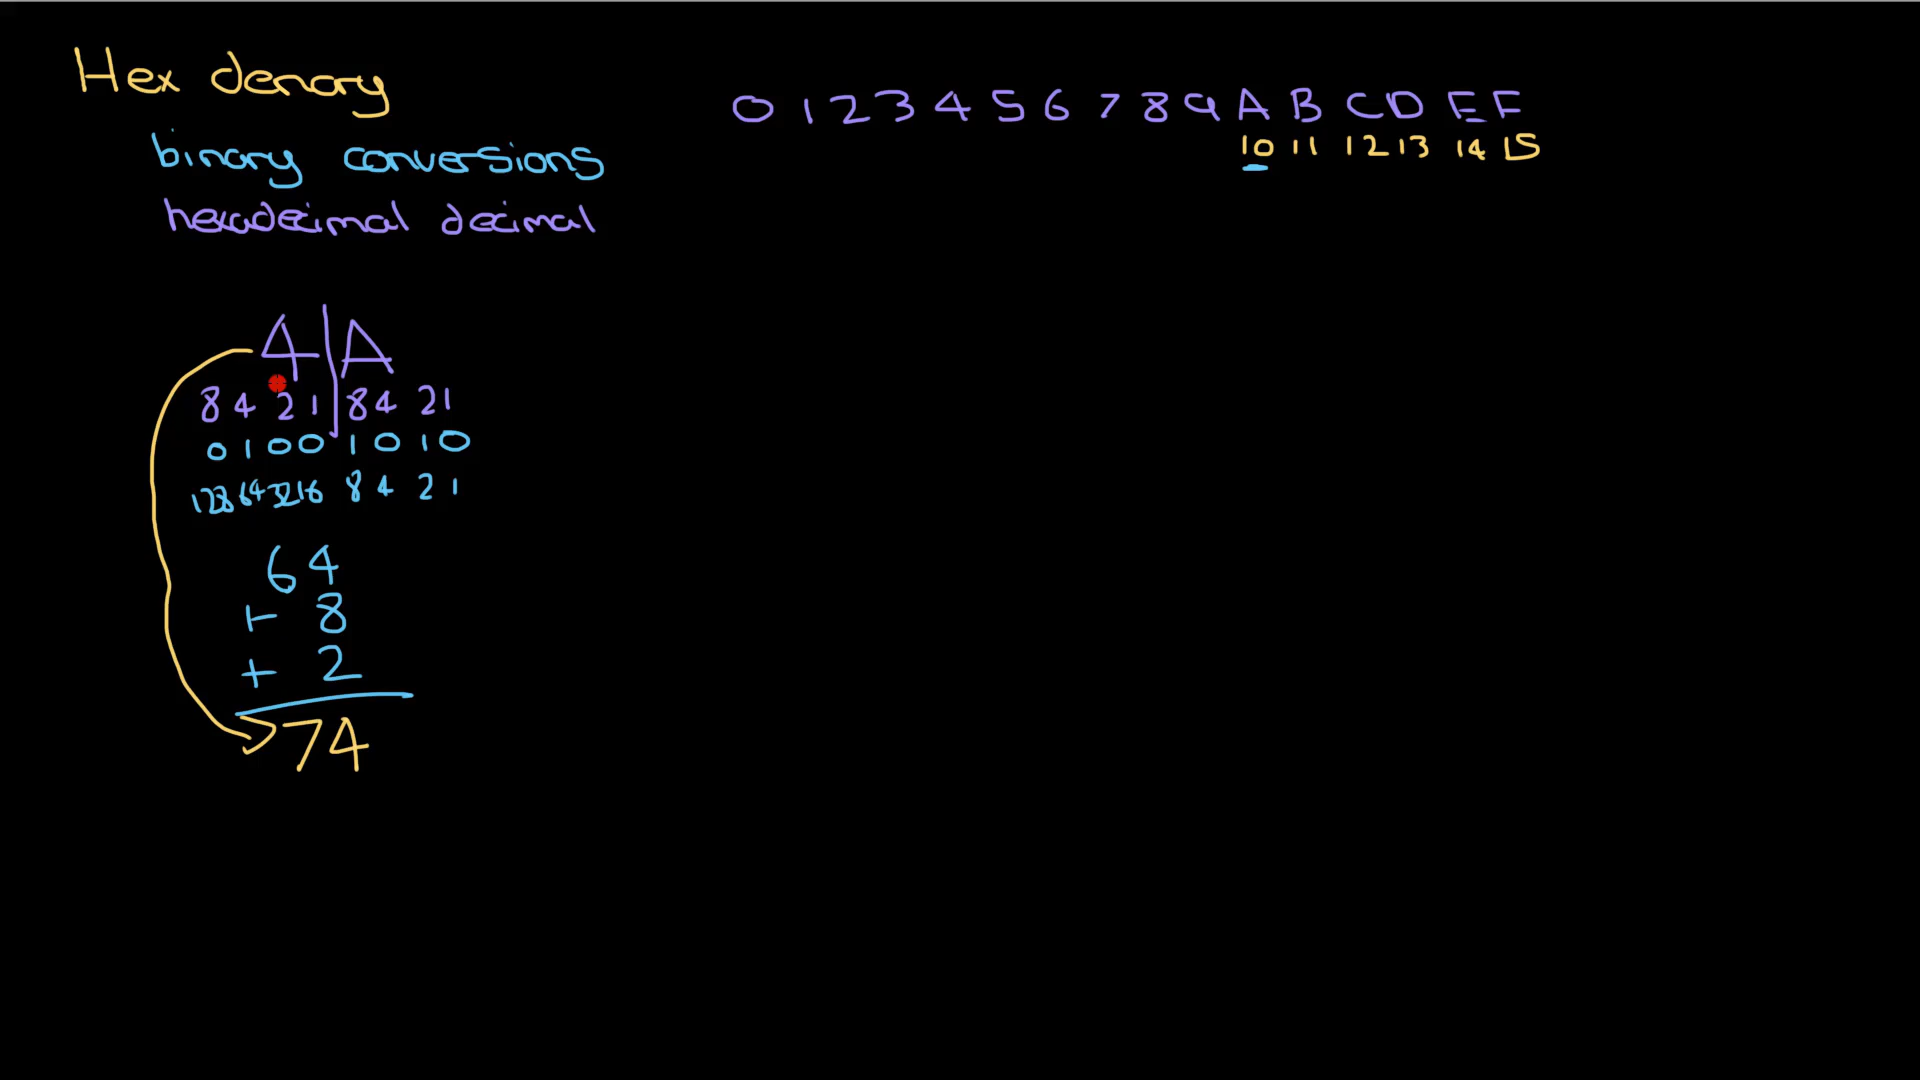 Hex denary
binary conversions
hexadecimal decimal
0 1 2 3 4 5 6 7 8 9 A B C D E F
10 11 12 13 14 15
4 A
8 4 2 1 8 4 2 1
0 1 0 0 1 0 1 0
128 64 32 16 8 4 2 1
64
+ 8
+ 2
74